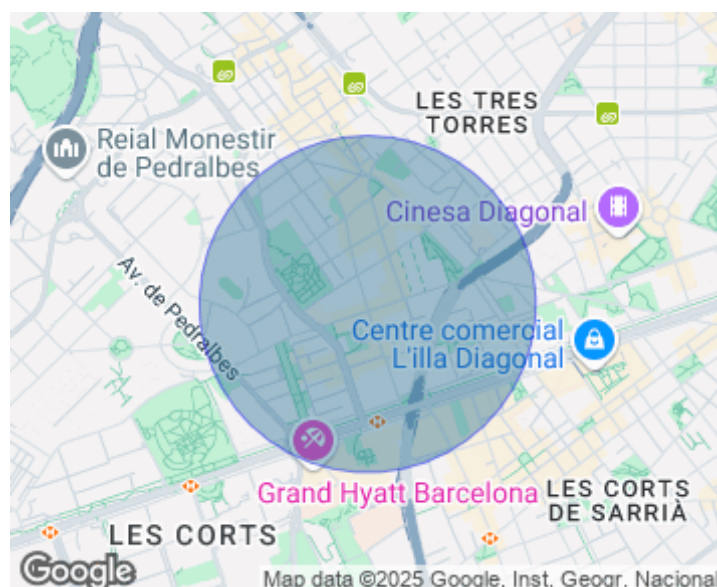 LES TRES
TORRES
Reial Monestir
de Pedralbes
Cinesa Diagonal
Av. de Pedralbes
Centre comercial
L'illa Diagonal
Grand Hyatt Barcelona
LES CORTS
DE SARRIÀ
LES CORTS
Google
Map data ©2025 Google, Inst. Geogr. Nacional